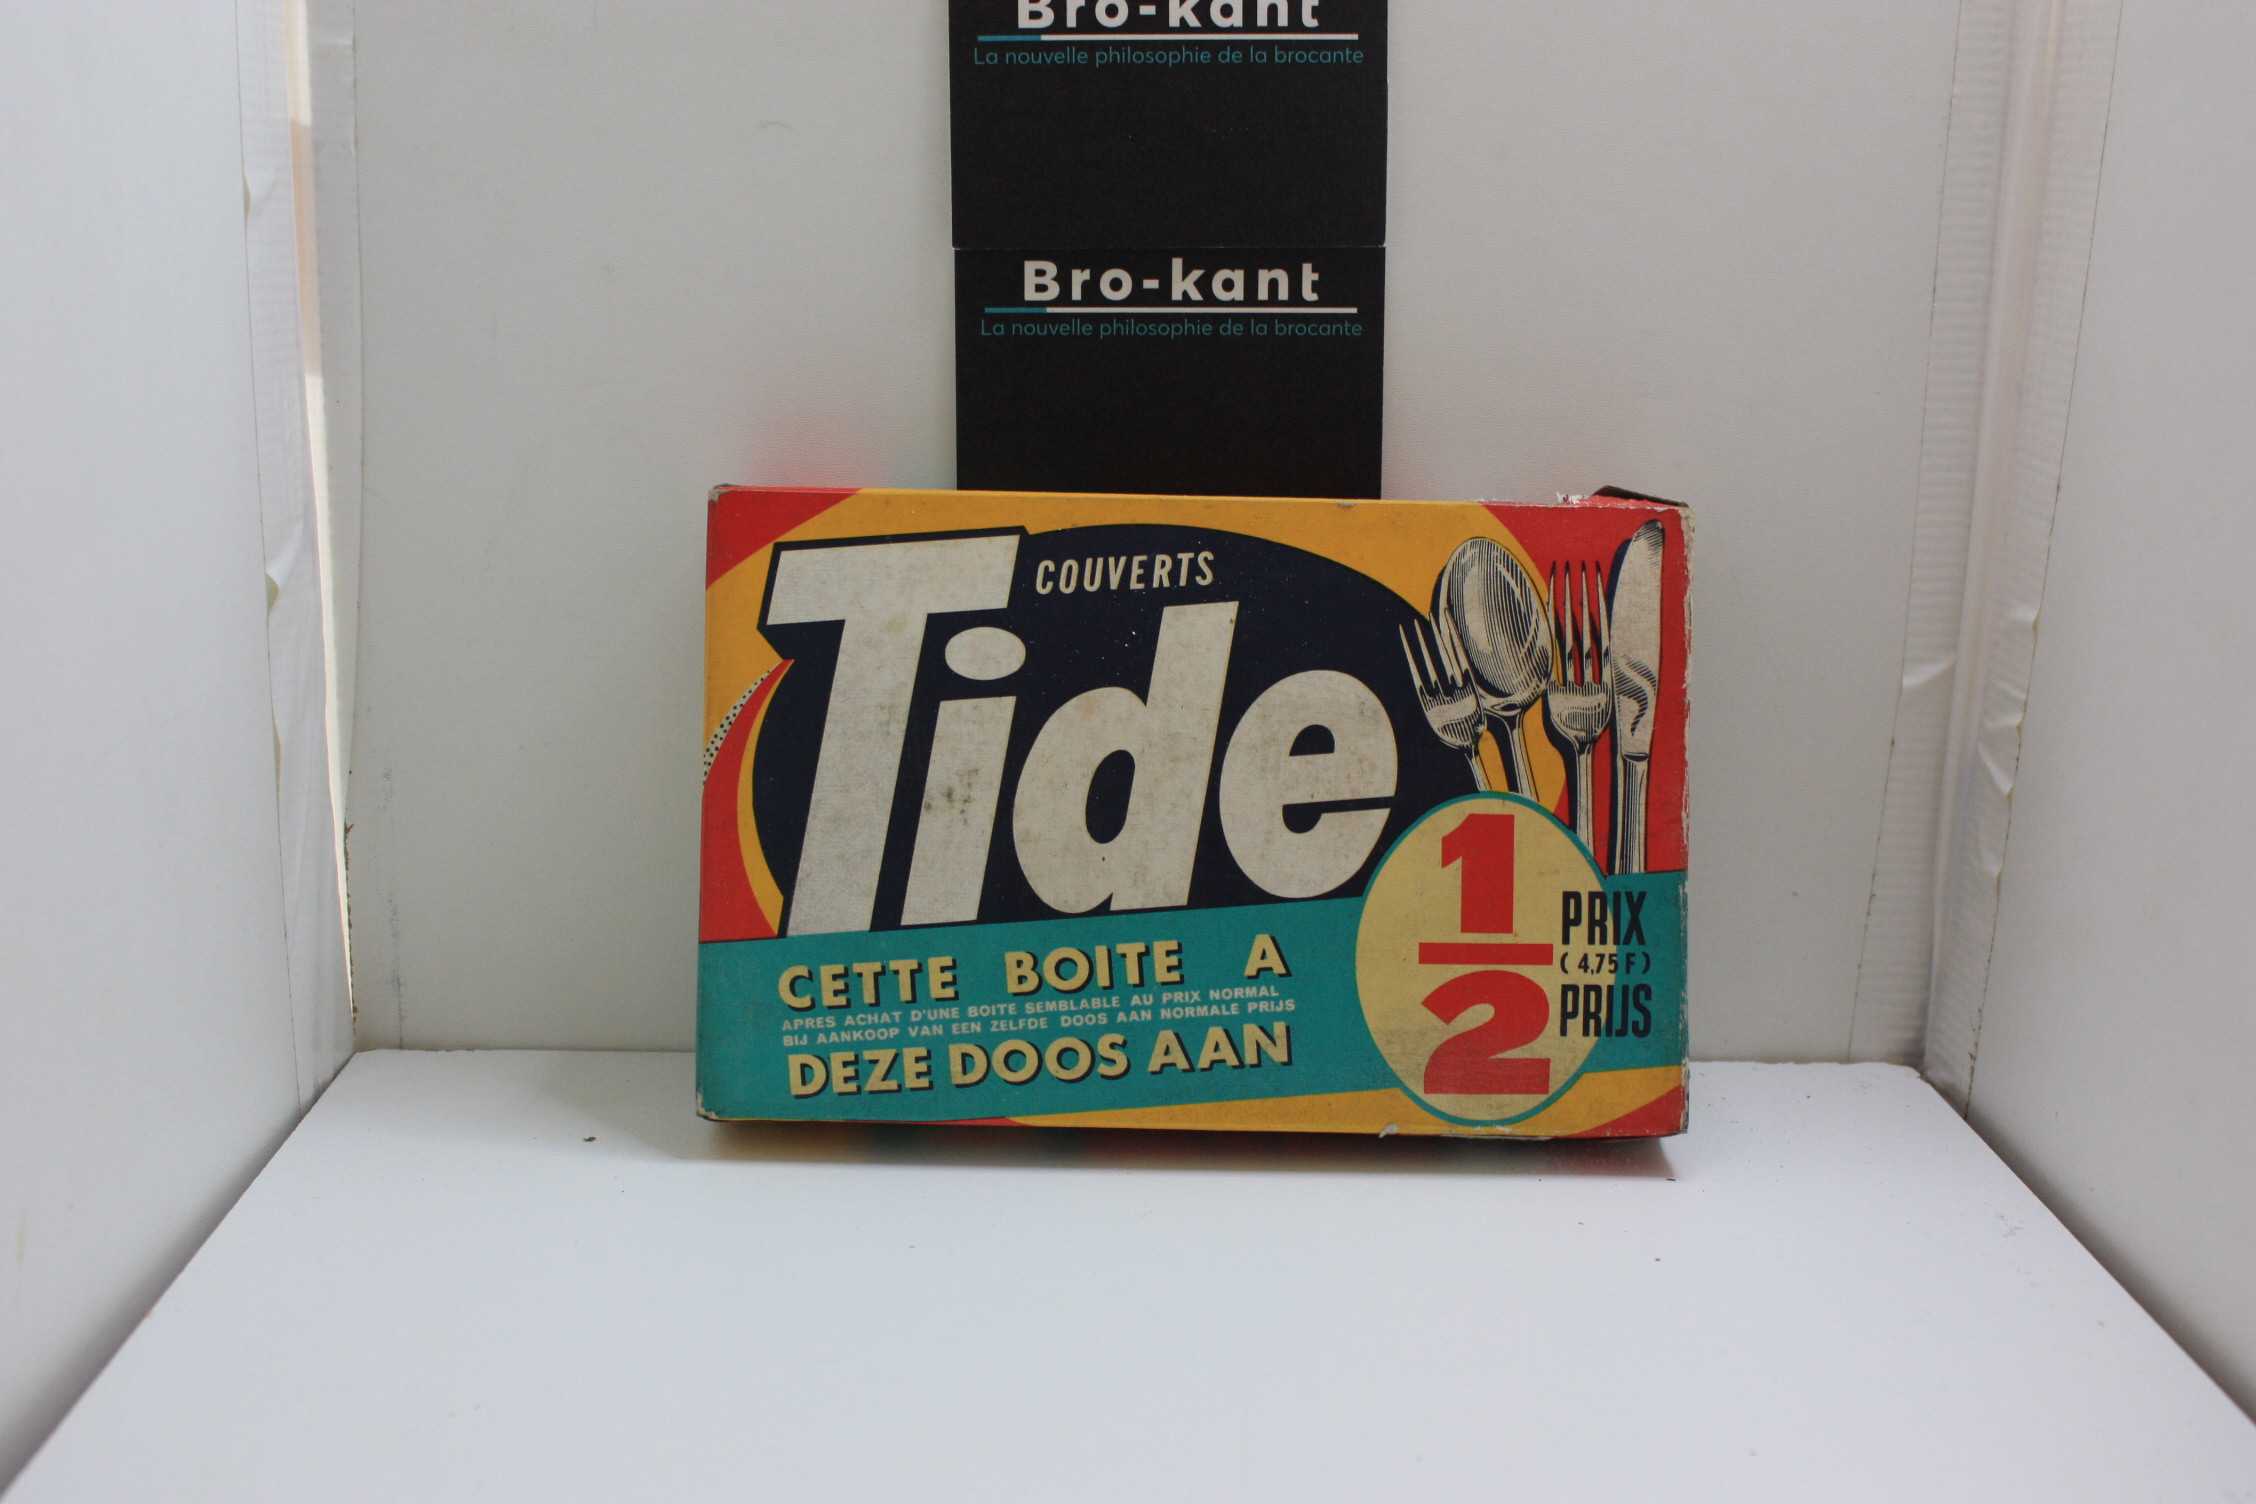 Bro-kant
La nouvelle philosophie de la brocante
Bro-kant
La nouvelle philosophie de la brocante
COUVERTS
Tide
CETTE BOITE A
APRES ACHAT D'UNE BOITE SEMBLABLE AU PRIX NORMAL
BIJ AANKOOP VAN EEN ZELFDE DOOS AAN NORMALE PRIJS
DEZE DOOS AAN
1/2
PRIX
(4,75 F)
PRIJS